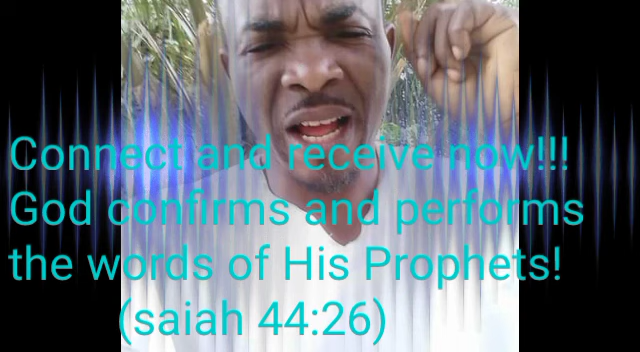 Connect and receive now!!!
God confirms and performs
the words of His Prophets!
(saiah 44:26)